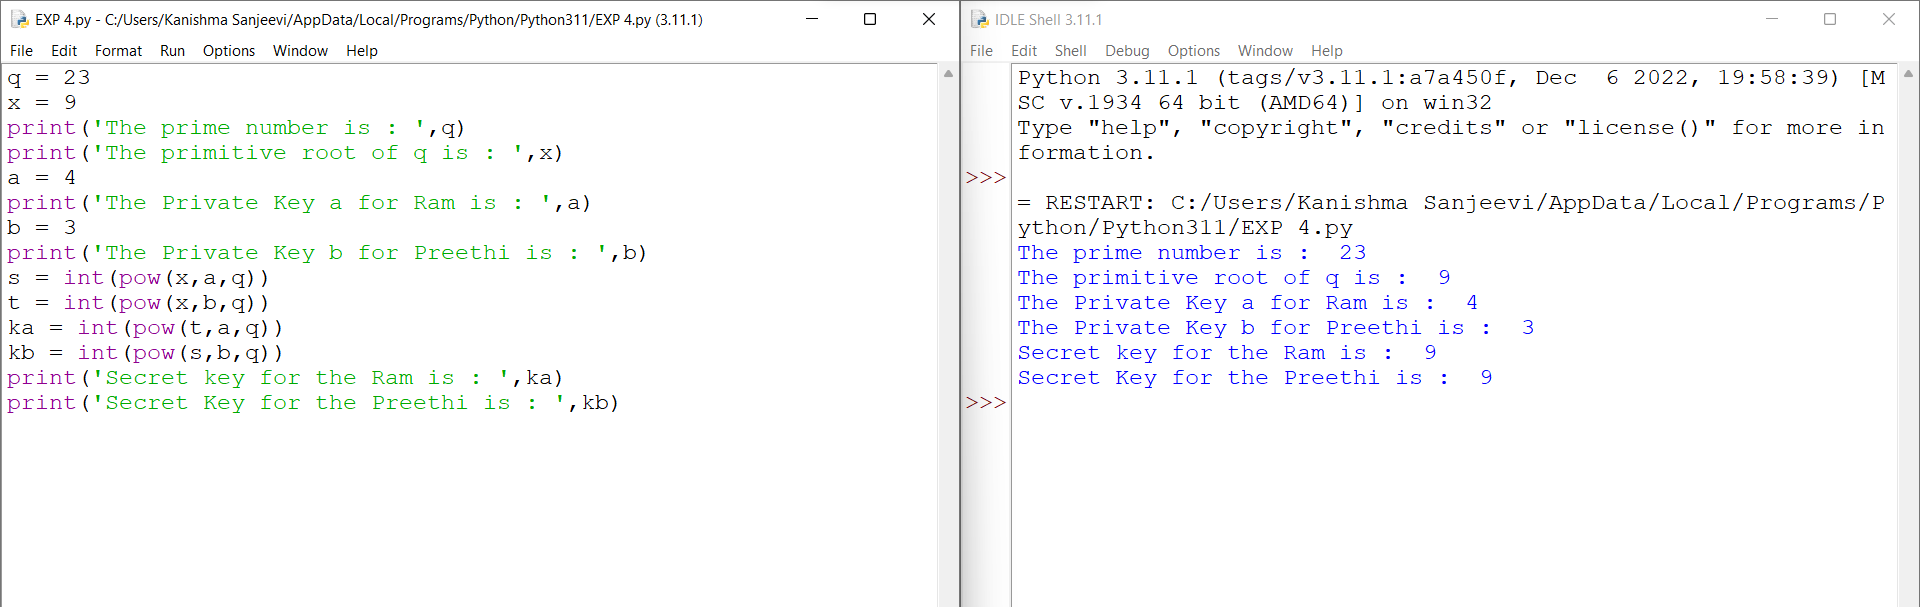 EXP 4.py - C:/Users/Kanishma Sanjeevi/AppData/Local/Programs/Python/Python311/EXP 4.py (3.11.1)
File Edit Format Run Options Window Help
q = 23
x = 9
print('The prime number is : ',q)
print('The primitive root of q is : ',x)
a = 4
print('The Private Key a for Ram is : ',a)
b = 3
print('The Private Key b for Preethi is : ',b)
s = int(pow(x,a,q))
t = int(pow(x,b,q))
ka = int(pow(t,a,q))
kb = int(pow(s,b,q))
print('Secret key for the Ram is : ',ka)
print('Secret Key for the Preethi is : ',kb)
IDLE Shell 3.11.1
File Edit Shell Debug Options Window Help
Python 3.11.1 (tags/v3.11.1:a7a450f, Dec  6 2022, 19:58:39) [M
SC v.1934 64 bit (AMD64)] on win32
Type "help", "copyright", "credits" or "license()" for more in
formation.
>>>
= RESTART: C:/Users/Kanishma Sanjeevi/AppData/Local/Programs/P
ython/Python311/EXP 4.py
The prime number is :  23
The primitive root of q is :  9
The Private Key a for Ram is :  4
The Private Key b for Preethi is :  3
Secret key for the Ram is :  9
Secret Key for the Preethi is :  9
>>>